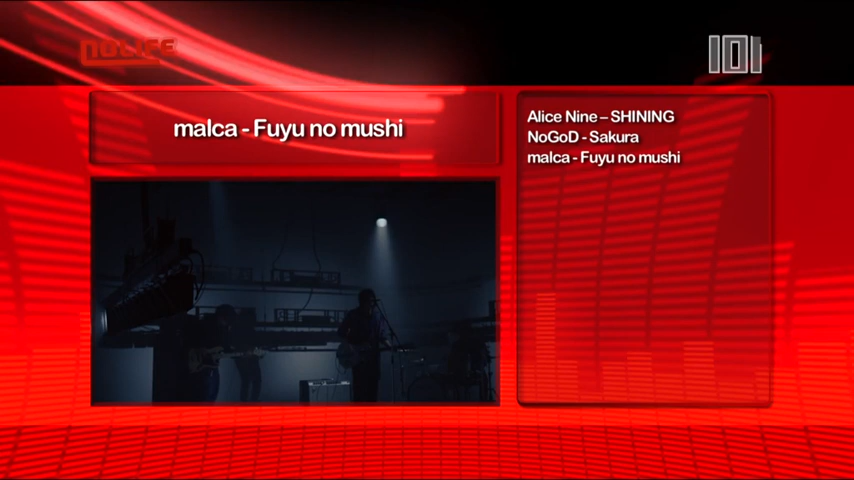 NOLIFE
101
malca - Fuyu no mushi
Alice Nine – SHINING
NoGoD - Sakura
malca - Fuyu no mushi